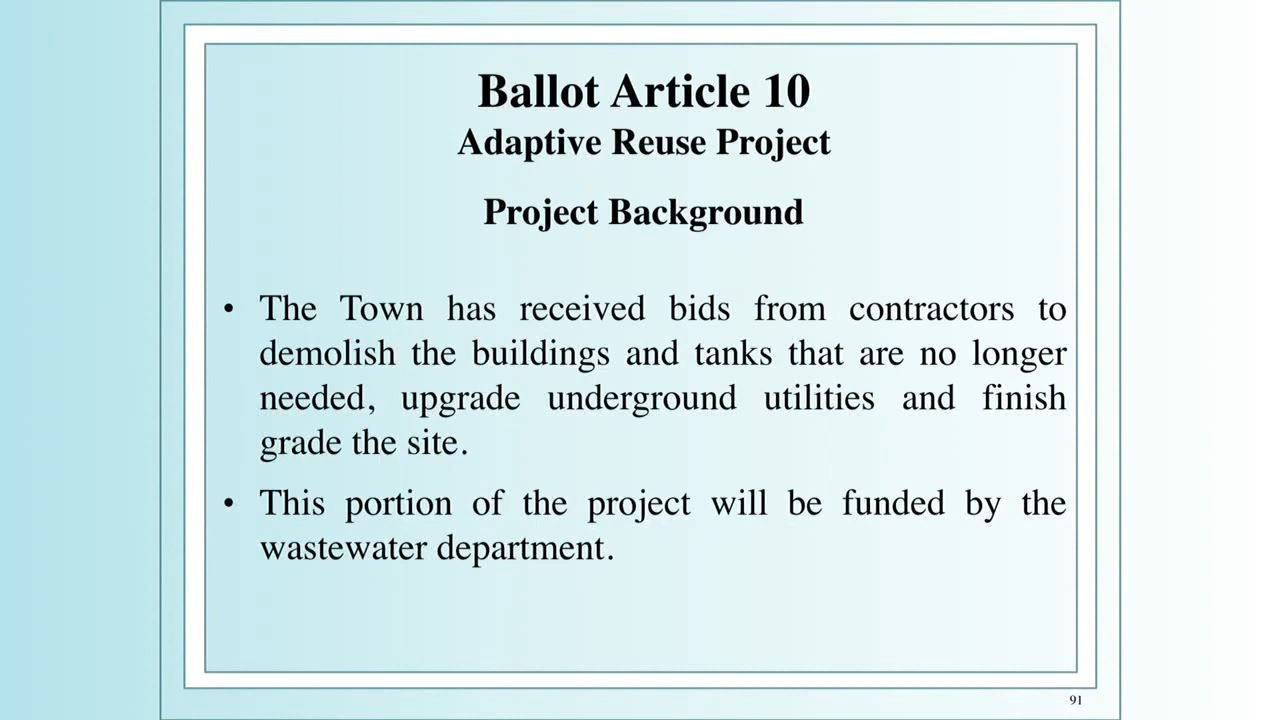 Ballot Article 10
Adaptive Reuse Project
Project Background
• The Town has received bids from contractors to
demolish the buildings and tanks that are no longer
needed, upgrade underground utilities and finish
grade the site.
• This portion of the project will be funded by the
wastewater department.
91